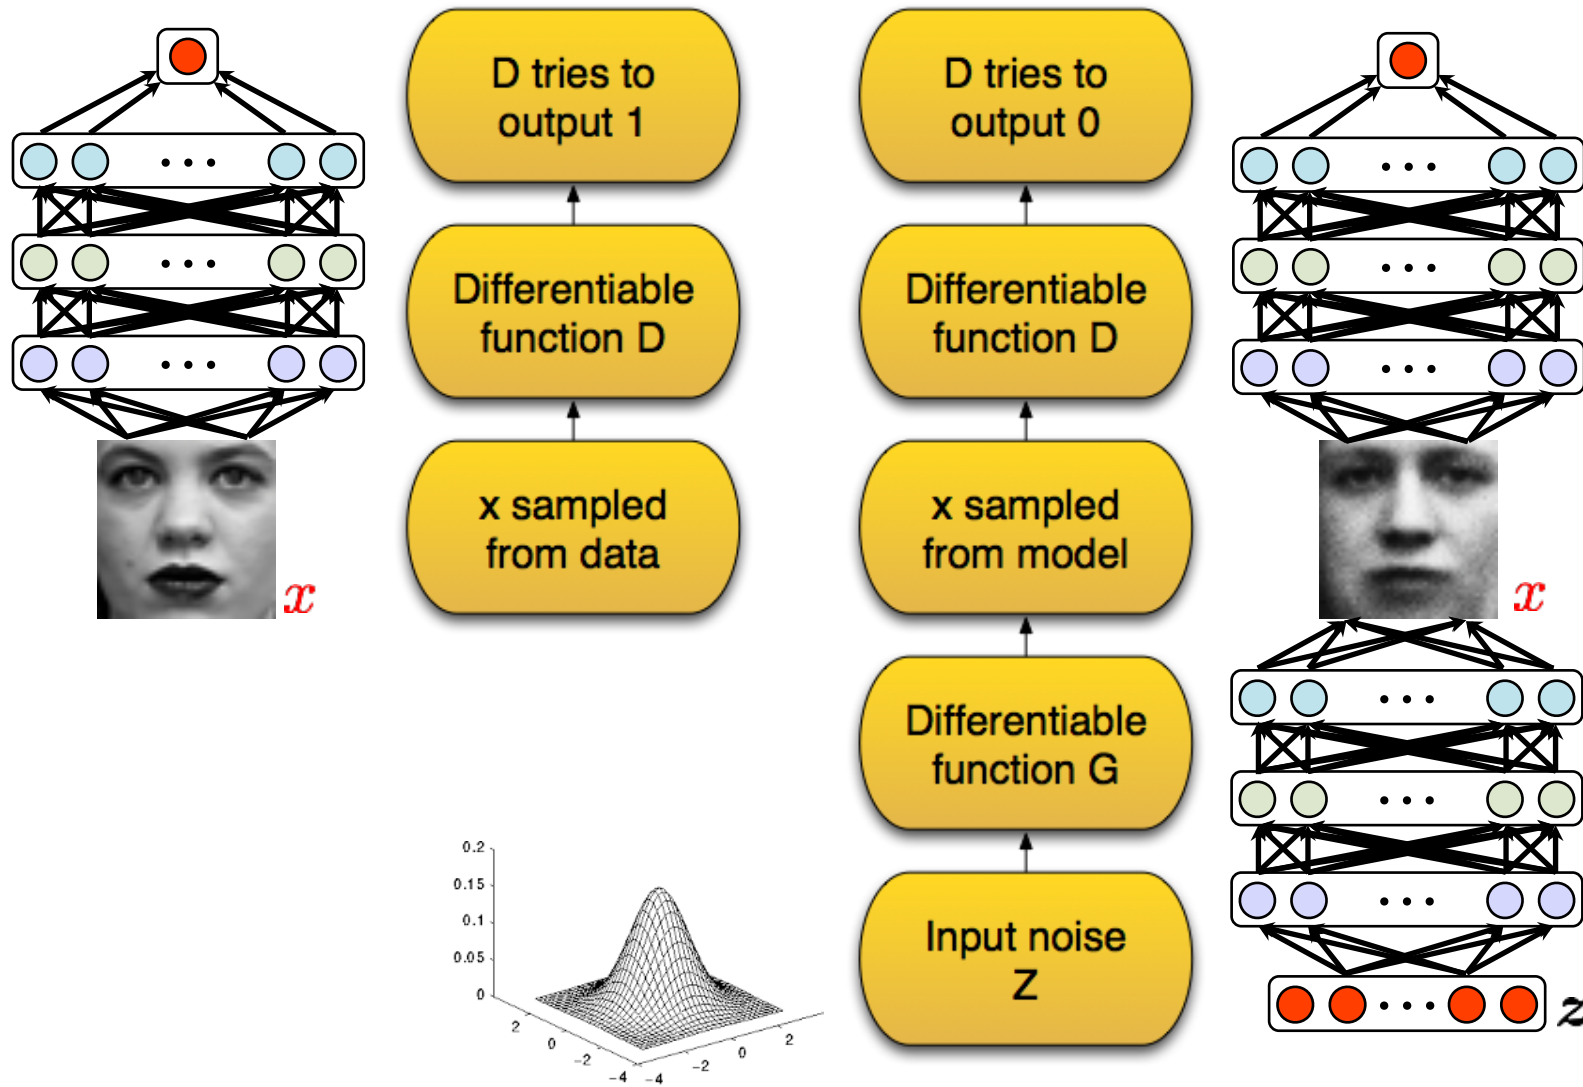 D tries to
output 1
D tries to
output 0
Differentiable
function D
Differentiable
function D
x sampled
from data
x sampled
from model
x
x
Differentiable
function G
Input noise
Z
z
0.2
0.15
0.1
0.05
0
2
0
−2
−4
−4
−2
0
2